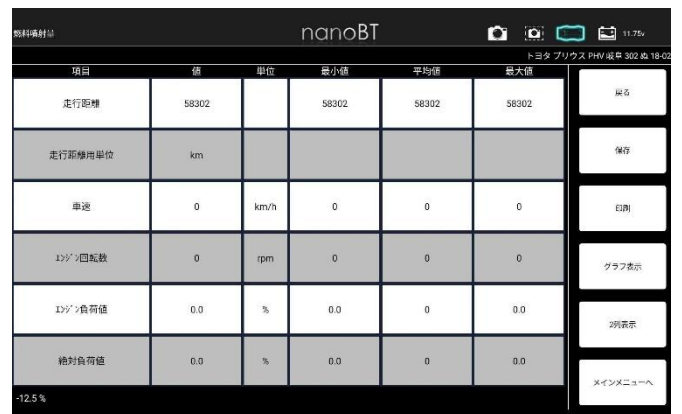 燃料噴射
nanoBT
11.75v
トヨタ プリウス PHV 岐阜 302 ぬ 18-02
項目 値 単位 最小値 平均値 最大値
走行距離 58302 58302 58302 58302
走行距離用単位 km
車速 0 km/h 0 0 0
ｴﾝｼﾞﾝ回転数 0 rpm 0 0 0
ｴﾝｼﾞﾝ負荷値 0.0 % 0.0 0 0.0
絶対負荷値 0.0 % 0.0 0 0.0
-12.5 %
戻る
保存
印刷
グラフ表示
2列表示
メインメニューへ